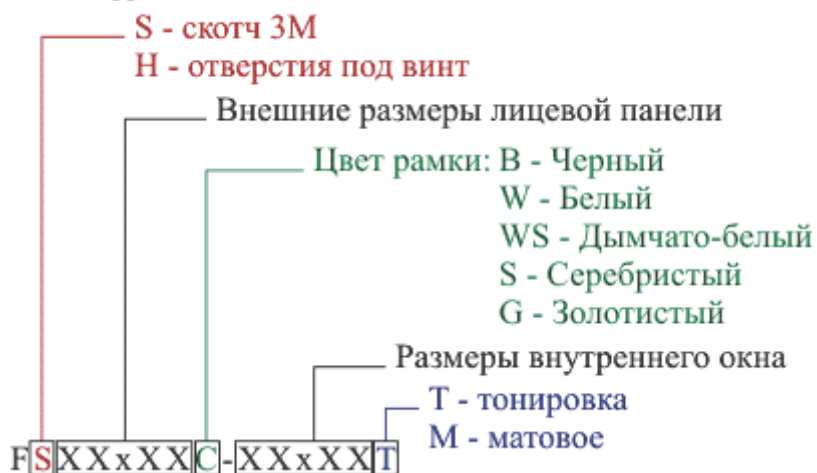 S - скотч 3М
H - отверстия под винт
Внешние размеры лицевой панели
Цвет рамки: B - Черный
W - Белый
WS - Дымчато-белый
S - Серебристый
G - Золотистый
Размеры внутреннего окна
T - тонировка
M - матовое
FSXXxXXC-XXxXXT